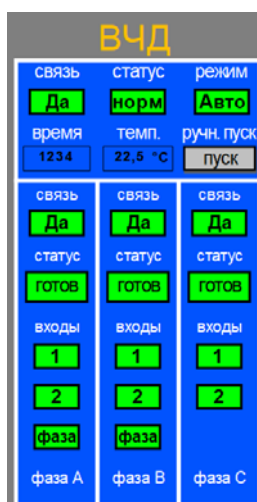 ВЧД
связь статус режим
Да норм Авто
время темп. ручн. пуск
1234 22,5 °C пуск
связь связь связь
Да Да Да
статус статус статус
готов готов готов
входы входы входы
1 1 1
2 2 2
фаза фаза
фаза A фаза B фаза C